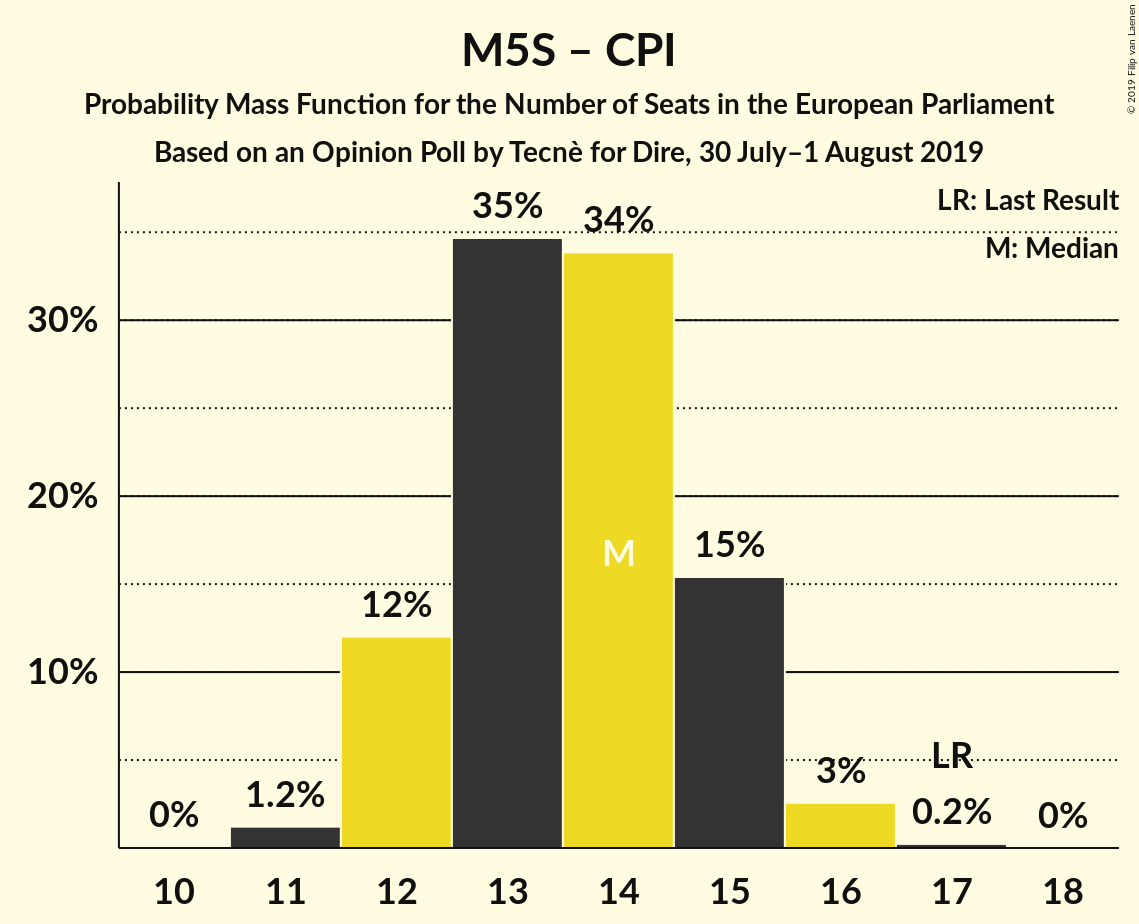 M5S – CPI
Probability Mass Function for the Number of Seats in the European Parliament
Based on an Opinion Poll by Tecnè for Dire, 30 July–1 August 2019
© 2019 Filip van Laenen
LR: Last Result
M: Median
35%
34%
30%
20%
M
15%
12%
10%
LR
3%
1.2%
0.2%
0%
0%
10 11 12 13 14 15 16 17 18